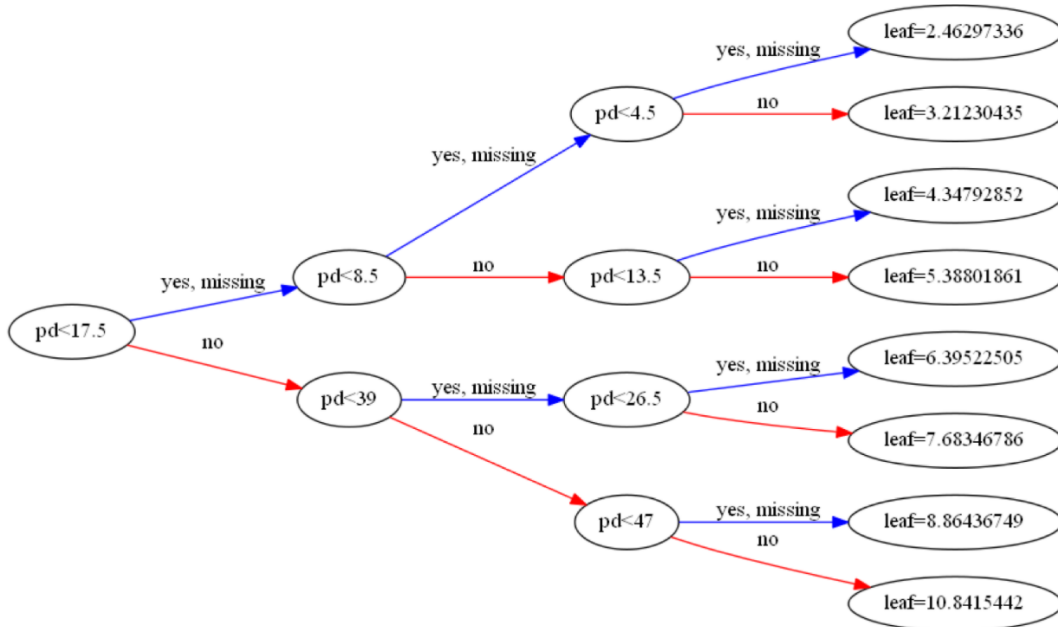 leaf=2.46297336
yes, missing
pd<4.5
no
leaf=3.21230435
yes, missing
leaf=4.34792852
yes, missing
pd<8.5
no
pd<13.5
no
leaf=5.38801861
yes, missing
pd<17.5
no
leaf=6.39522505
yes, missing
pd<39
yes, missing
pd<26.5
no
no
leaf=7.68346786
yes, missing
pd<47
leaf=8.86436749
no
leaf=10.8415442